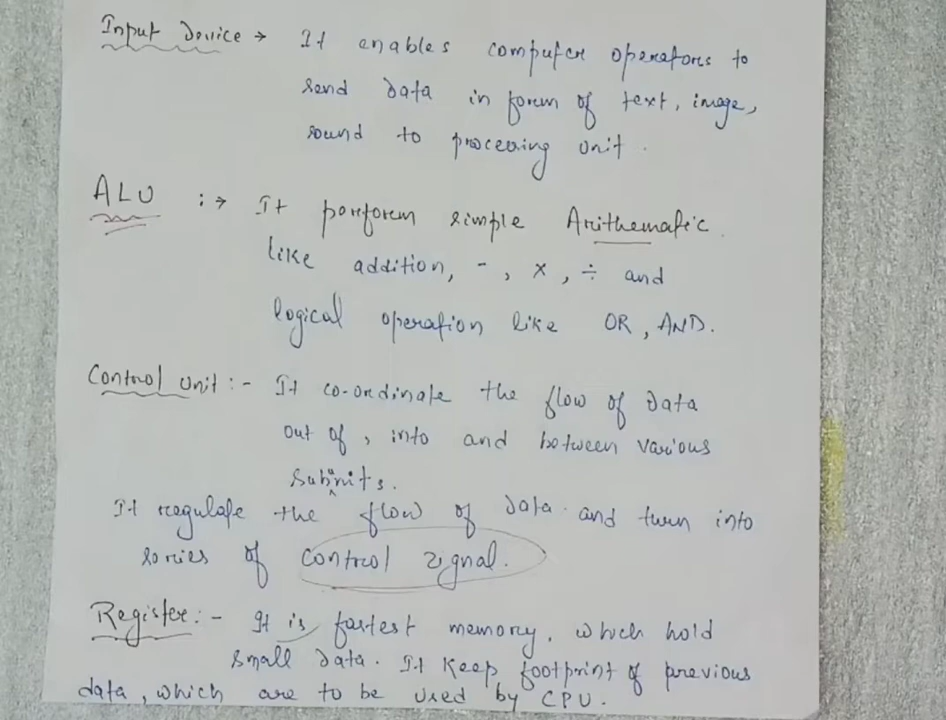 Input Device → It enables computer operators to
send data in form of text, image,
sound to processing unit.
ALU :→ It perform simple Arithematic
like addition, -, ×, ÷ and
logical operation like OR, AND.
Control unit :- It co-ordinate the flow of data
out of, into and between various
subunits.
It regulate the flow of data and turn into
series of control signal.
Register :- It is fastest memory, which hold
small data. It keep footprint of previous
data, which are to be used by CPU.